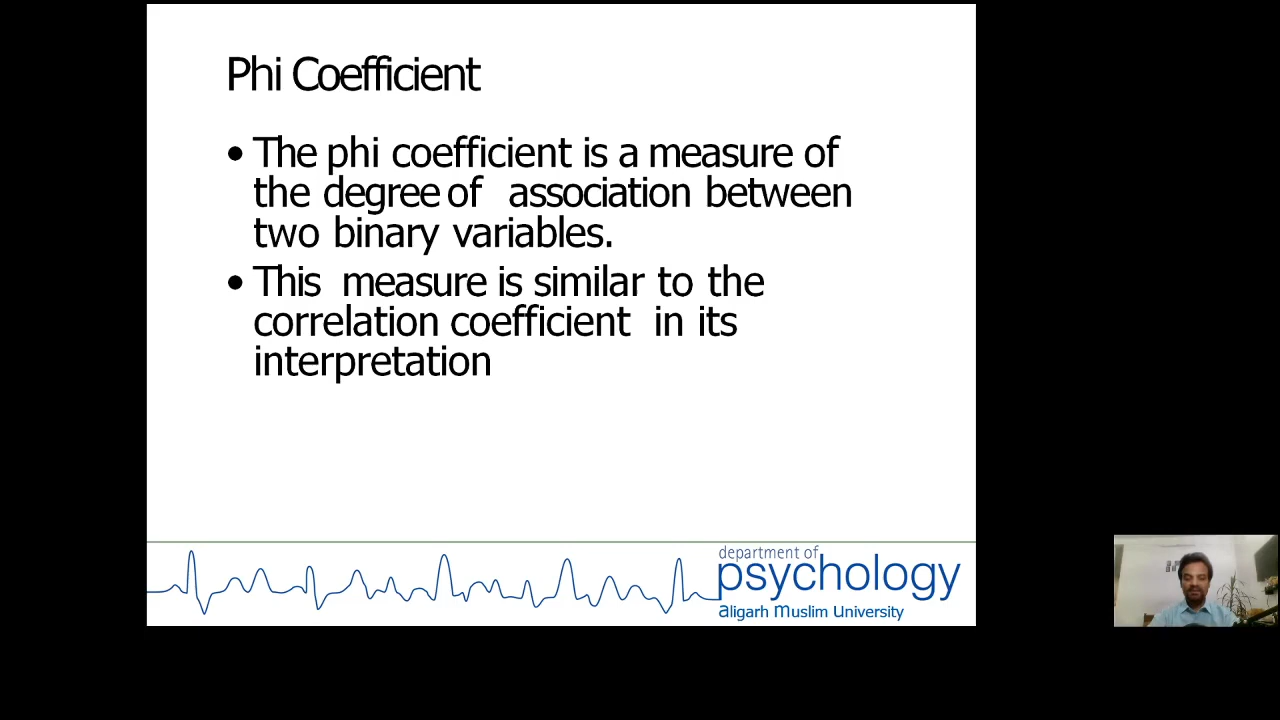 Phi Coefficient
• The phi coefficient is a measure of
the degree of association between
two binary variables.
• This measure is similar to the
correlation coefficient in its
interpretation
department of
psychology
aligarh Muslim University